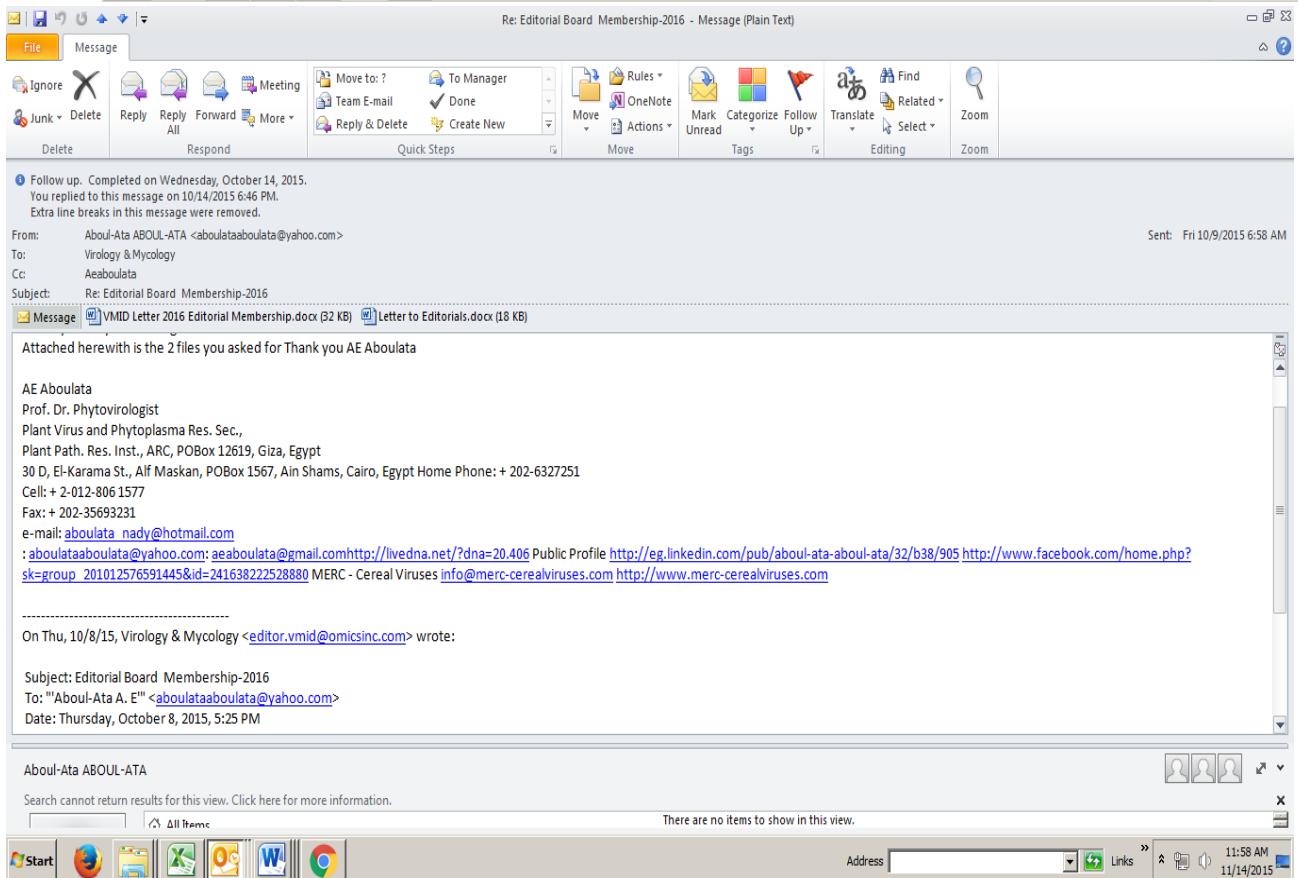 Re: Editorial Board Membership-2016 - Message (Plain Text)
File Message
Ignore
Junk
Delete
Reply
Reply All
Forward
Meeting
More
Move to: ?
Team E-mail
Reply & Delete
To Manager
Done
Create New
Move
Rules
OneNote
Actions
Mark Unread
Categorize
Follow Up
Translate
Find
Related
Select
Zoom
Delete Respond Quick Steps Move Tags Editing Zoom
Follow up. Completed on Wednesday, October 14, 2015.
You replied to this message on 10/14/2015 6:46 PM.
Extra line breaks in this message were removed.
From: Aboul-Ata ABOUL-ATA <aboulataaboulata@yahoo.com> Sent: Fri 10/9/2015 6:58 AM
To: Virology & Mycology
Cc: Aeaboulata
Subject: Re: Editorial Board Membership-2016
Message VMID Letter 2016 Editorial Membership.docx (32 KB) Letter to Editorials.docx (18 KB)
Attached herewith is the 2 files you asked for Thank you AE Aboulata
AE Aboulata
Prof. Dr. Phytovirologist
Plant Virus and Phytoplasma Res. Sec.,
Plant Path. Res. Inst., ARC, POBox 12619, Giza, Egypt
30 D, El-Karama St., Alf Maskan, POBox 1567, Ain Shams, Cairo, Egypt Home Phone: + 202-6327251
Cell: + 2-012-806 1577
Fax: + 202-35693231
e-mail: aboulata_nady@hotmail.com
: aboulataaboulata@yahoo.com: aeaboulata@gmail.comhttp://livedna.net/?dna=20.406 Public Profile http://eg.linkedin.com/pub/aboul-ata-aboul-ata/32/b38/905 http://www.facebook.com/home.php?
sk=group_201012576591445&id=241638222528880 MERC - Cereal Viruses info@merc-cerealviruses.com http://www.merc-cerealviruses.com
--------------------------------------------
On Thu, 10/8/15, Virology & Mycology <editor.vmid@omicsinc.com> wrote:
Subject: Editorial Board Membership-2016
To: "'Aboul-Ata A. E'" <aboulataaboulata@yahoo.com>
Date: Thursday, October 8, 2015, 5:25 PM
Aboul-Ata ABOUL-ATA
Search cannot return results for this view. Click here for more information.
All Items
There are no items to show in this view.
Start Address Links 11:58 AM
11/14/2015